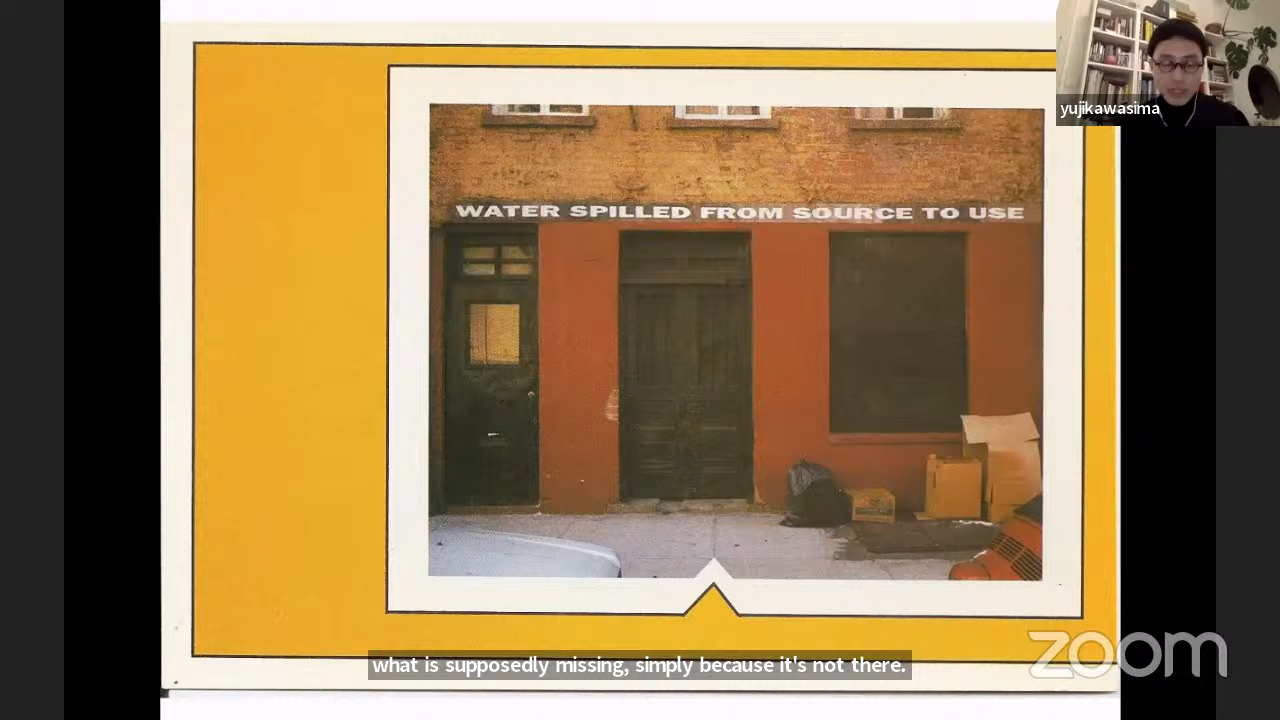 yujikawasima
WATER SPILLED FROM SOURCE TO USE
zoom
what is supposedly missing, simply because it's not there.